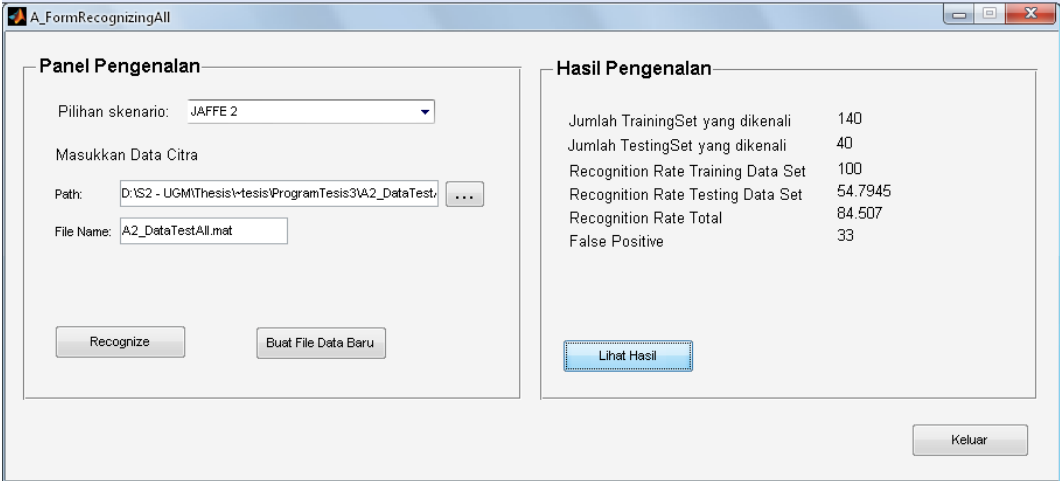 A_FormRecognizingAll
Panel Pengenalan
Pilihan skenario: JAFFE 2
Masukkan Data Citra
Path: D:\S2 - UGM\Thesis\~tesis\ProgramTesis3\A2_DataTest ...
File Name: A2_DataTestAll.mat
Recognize
Buat File Data Baru
Hasil Pengenalan
Jumlah TrainingSet yang dikenali 140
Jumlah TestingSet yang dikenali 40
Recognition Rate Training Data Set 100
Recognition Rate Testing Data Set 54.7945
Recognition Rate Total 84.507
False Positive 33
Lihat Hasil
Keluar